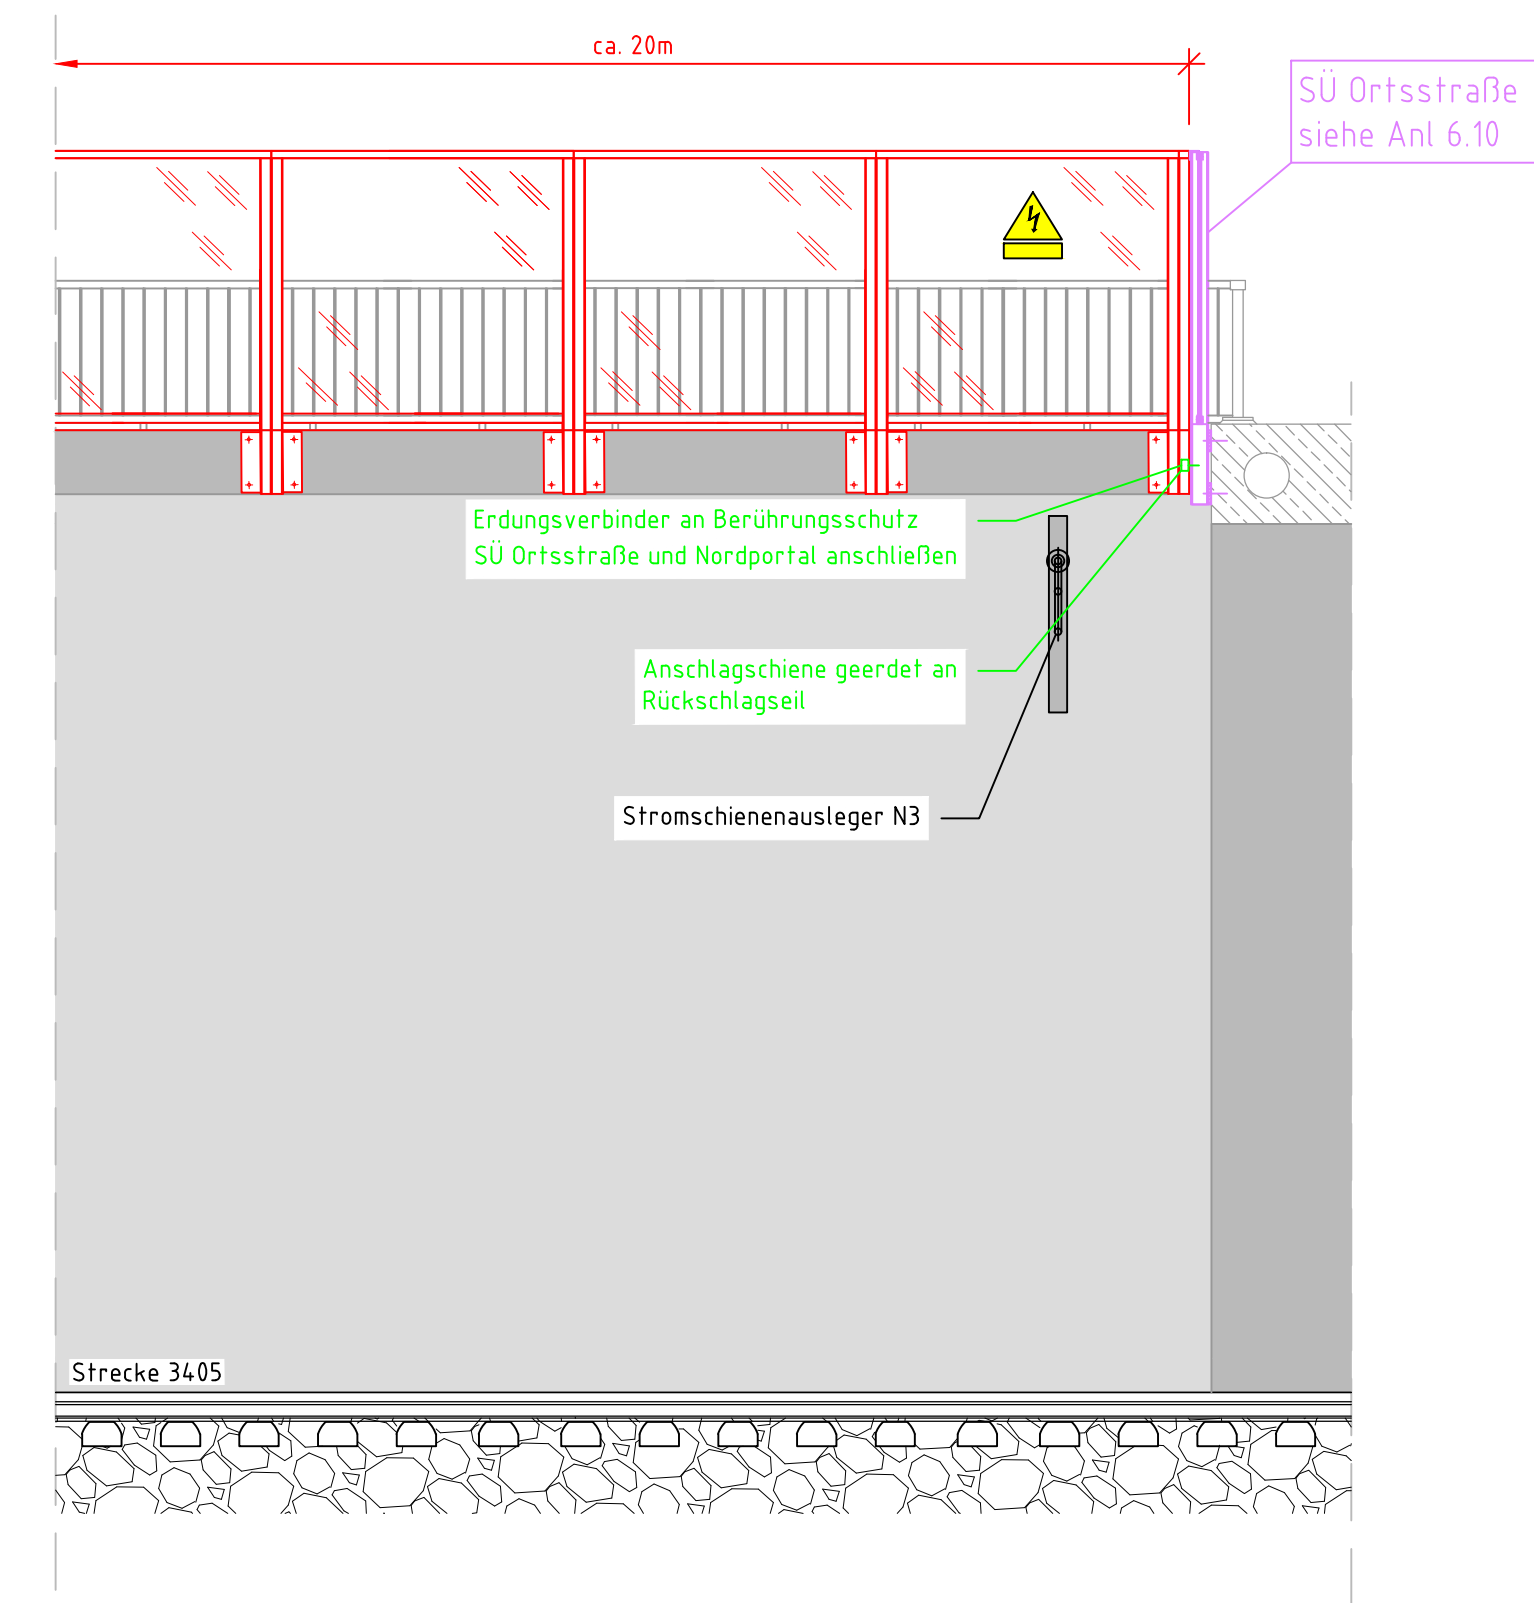 ca. 20m
SÜ Ortsstraße
siehe Anl 6.10
Erdungsverbinder an Berührungsschutz
SÜ Ortsstraße und Nordportal anschließen
Anschlagschiene geerdet an
Rückschlagseil
Stromschienenausleger N3
Strecke 3405